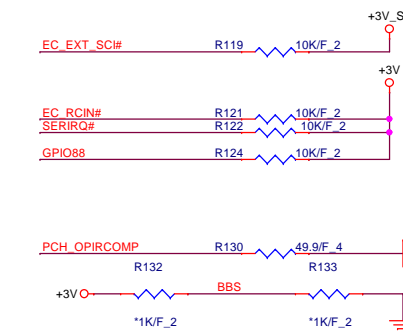 +3V_S
EC_EXT_SCI# R119 10K/F_2
+3V
EC_RCIN# R121 10K/F_2
SERIRQ# R122 10K/F_2
GPIO88 R124 10K/F_2
PCH_OPIRCOMP R130 49.9/F_4
R132 R133
+3V BBS
*1K/F_2 *1K/F_2